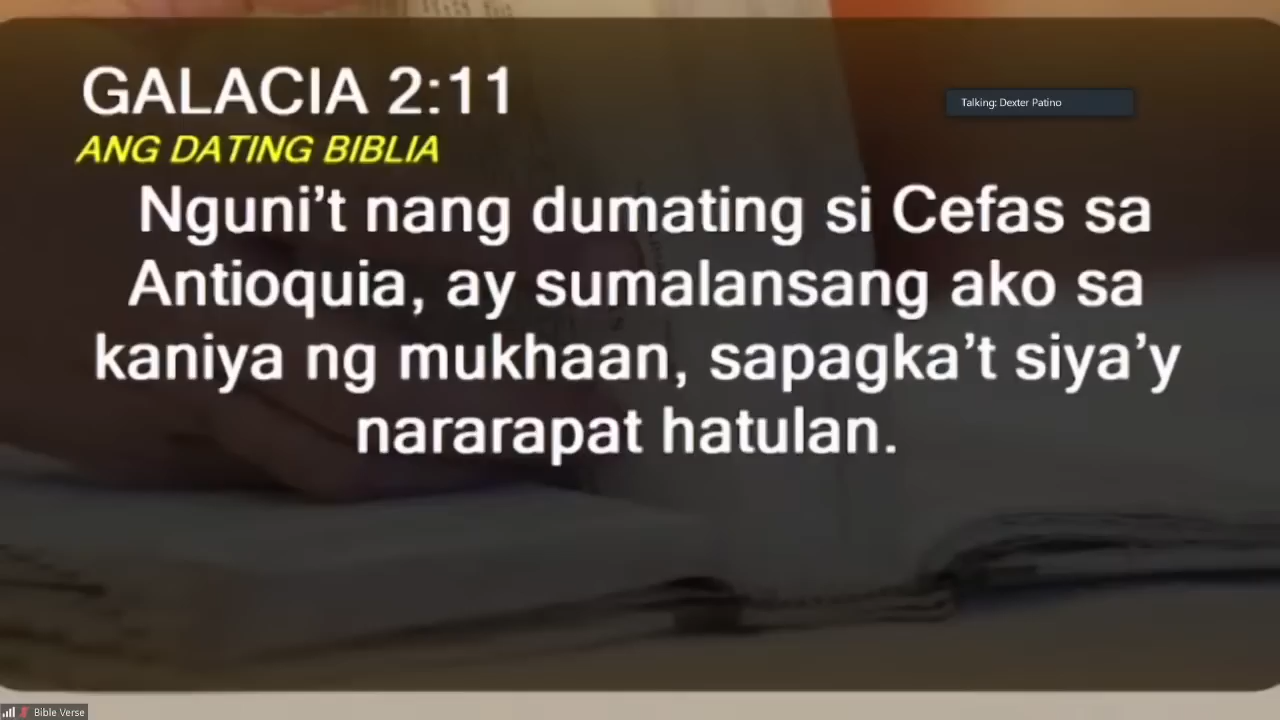 GALACIA 2:11
Talking: Dexter Patino
ANG DATING BIBLIA
Nguni’t nang dumating si Cefas sa
Antioquia, ay sumalansang ako sa
kaniya ng mukhaan, sapagka’t siya’y
nararapat hatulan.
Bible Verse